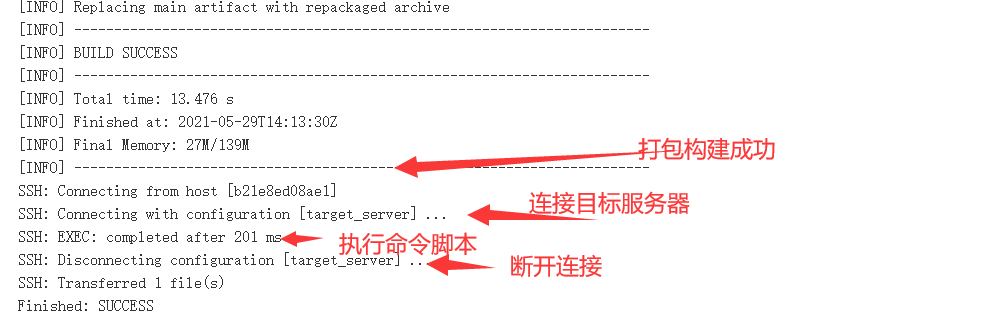 [INFO] Replacing main artifact with repackaged archive
[INFO] ------------------------------------------------------------------------
[INFO] BUILD SUCCESS
[INFO] ------------------------------------------------------------------------
[INFO] Total time: 13.476 s
[INFO] Finished at: 2021-05-29T14:13:30Z
[INFO] Final Memory: 27M/139M
打包构建成功
[INFO] ------------------------------------------------------------------------
SSH: Connecting from host [b21e8ed08ae1]
SSH: Connecting with configuration [target_server] ...
连接目标服务器
SSH: EXEC: completed after 201 ms
执行命令脚本
SSH: Disconnecting configuration [target_server] ...
断开连接
SSH: Transferred 1 file(s)
Finished: SUCCESS